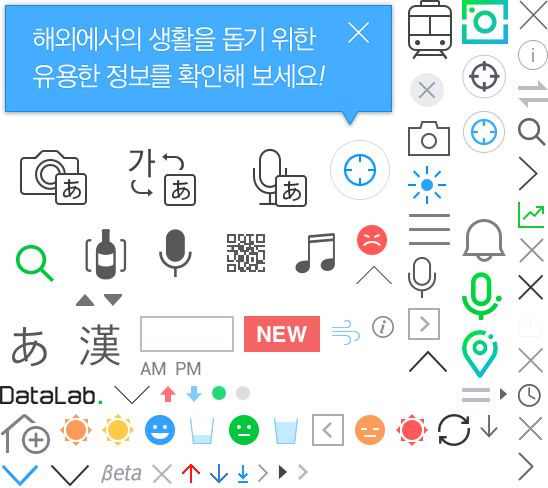 해외에서의 생활을 돕기 위한
유용한 정보를 확인해 보세요!
가
あ
あ
あ
あ 漢
NEW
AM PM
DataLab.
βeta